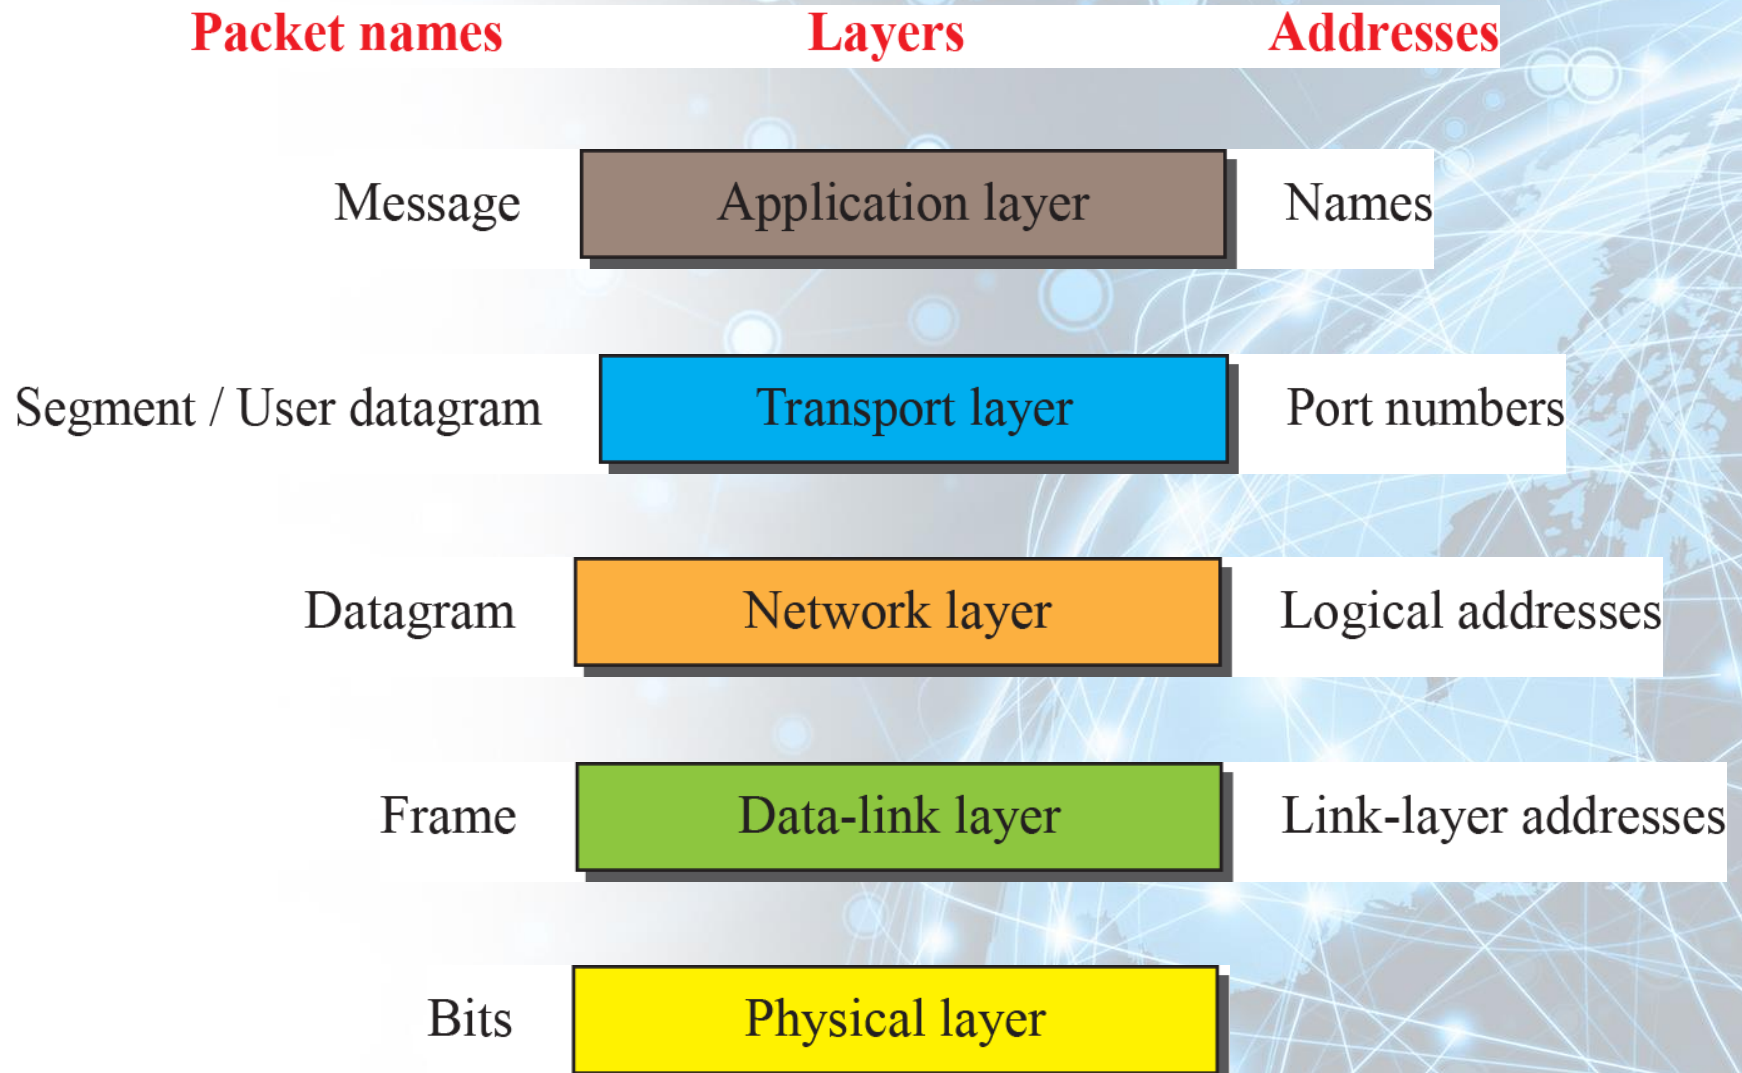 Packet names Layers Addresses
Message Application layer Names
Segment / User datagram Transport layer Port numbers
Datagram Network layer Logical addresses
Frame Data-link layer Link-layer addresses
Bits Physical layer